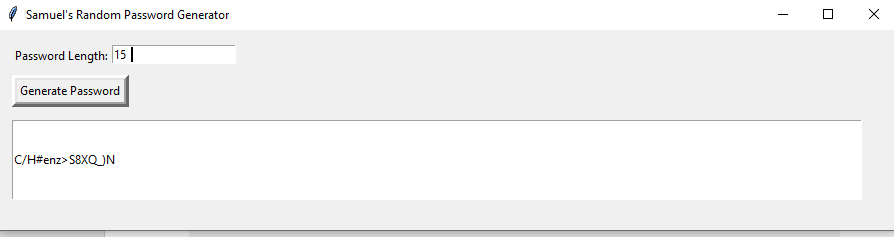 Samuel's Random Password Generator
Password Length: 15
Generate Password
C/H#enz>S8XQ_)N